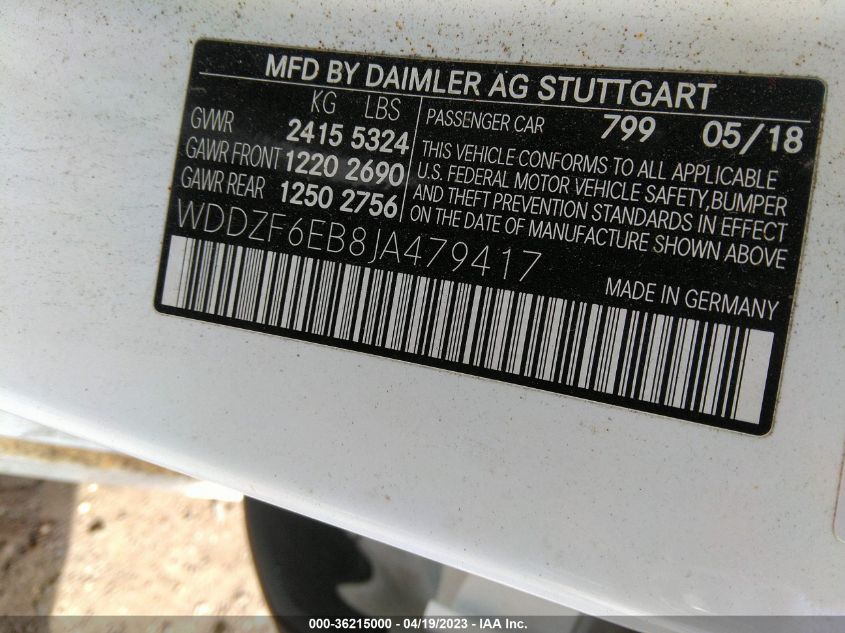 MFD BY DAIMLER AG STUTTGART
KG LBS
GVWR 2415 5324
GAWR FRONT 1220 2690
GAWR REAR 1250 2756
PASSENGER CAR 799 05/18
THIS VEHICLE CONFORMS TO ALL APPLICABLE
U.S. FEDERAL MOTOR VEHICLE SAFETY,BUMPER
AND THEFT PREVENTION STANDARDS IN EFFECT
ON THE DATE OF MANUFACTURE SHOWN ABOVE
WDDZF6EB8JA479417
MADE IN GERMANY
000-36215000 - 04/19/2023 - IAA Inc.